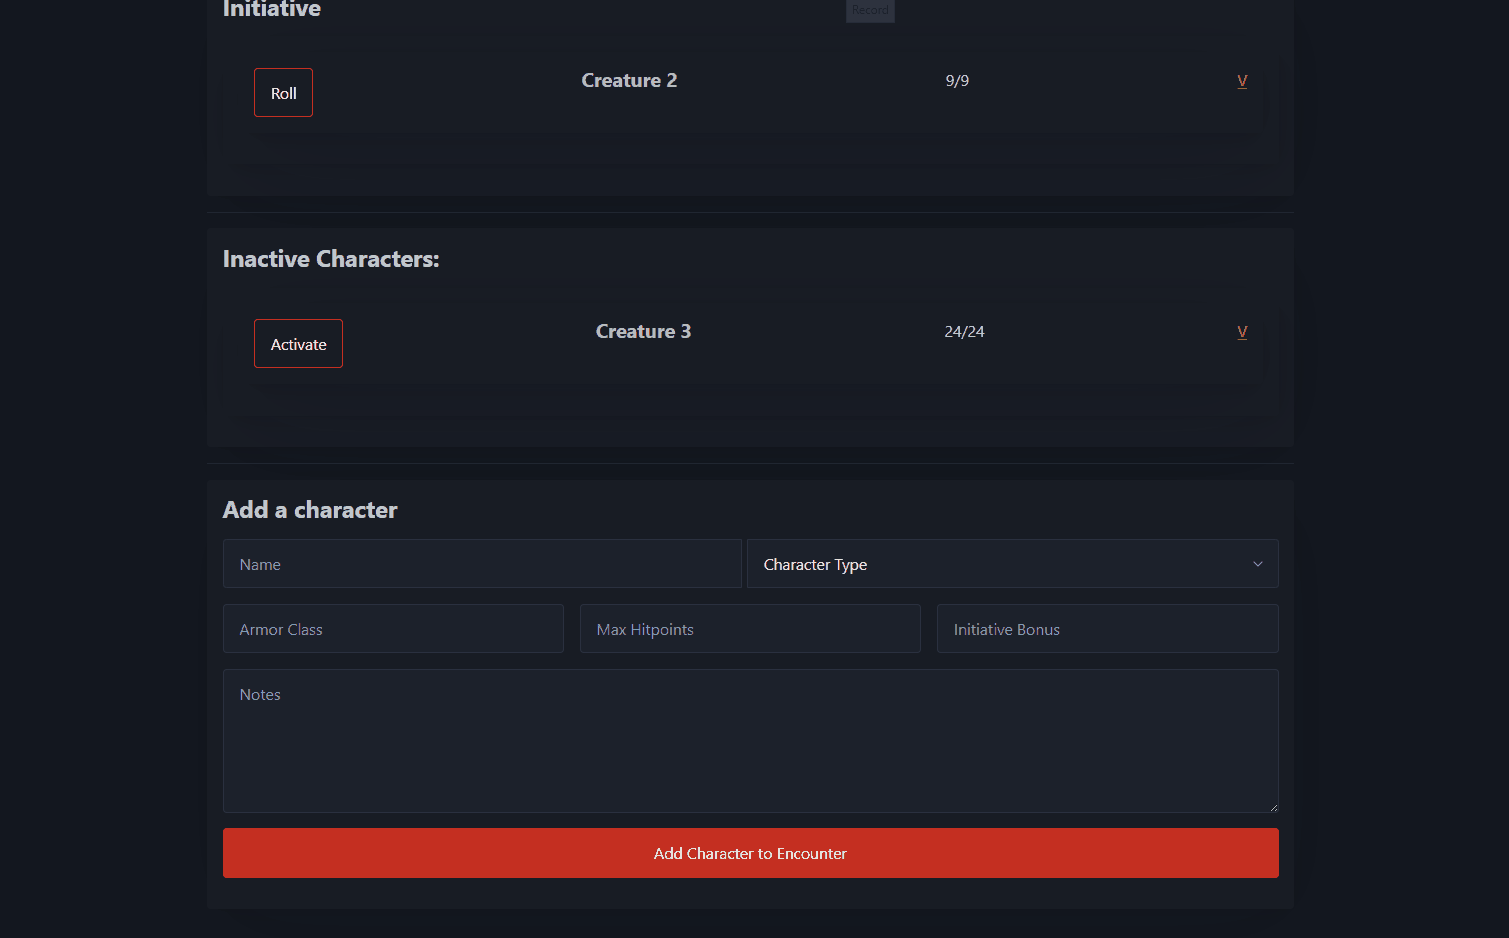 Initiative
Record
Roll
Creature 2
9/9
V
Inactive Characters:
Activate
Creature 3
24/24
V
Add a character
Name
Character Type
Armor Class
Max Hitpoints
Initiative Bonus
Notes
Add Character to Encounter